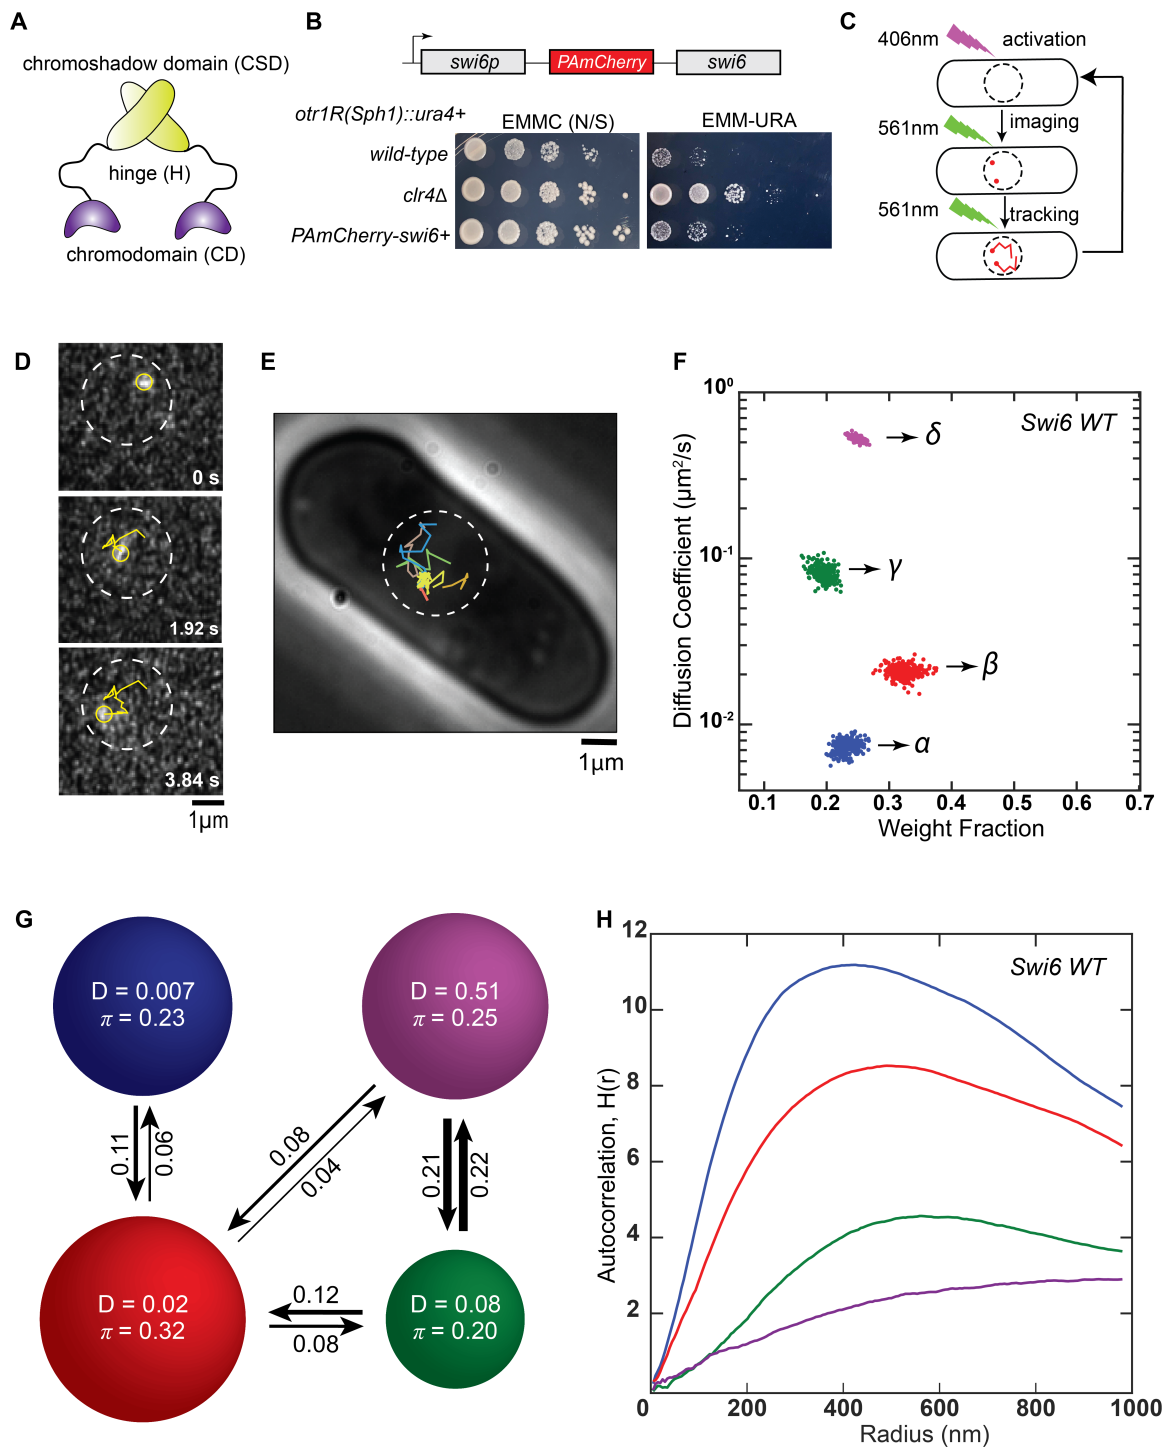 A
chromoshadow domain (CSD)
hinge (H)
chromodomain (CD)
B
swi6p
PAmCherry
swi6
otr1R(Sph1)::ura4+
EMMC (N/S)
EMM-URA
wild-type
clr4Δ
PAmCherry-swi6+
C
406nm
activation
561nm
imaging
561nm
tracking
D
0 s
1.92 s
3.84 s
1μm
E
1μm
F
Swi6 WT
10⁰
10⁻¹
10⁻²
Diffusion Coefficient (μm²/s)
δ
γ
β
α
0.1 0.2 0.3 0.4 0.5 0.6 0.7
Weight Fraction
G
D = 0.007
π = 0.23
D = 0.51
π = 0.25
0.11
0.06
0.08
0.04
0.21
0.22
D = 0.02
π = 0.32
0.12
0.08
D = 0.08
π = 0.20
H
Swi6 WT
12
10
8
6
4
2
Autocorrelation, H(r)
0 200 400 600 800 1000
Radius (nm)